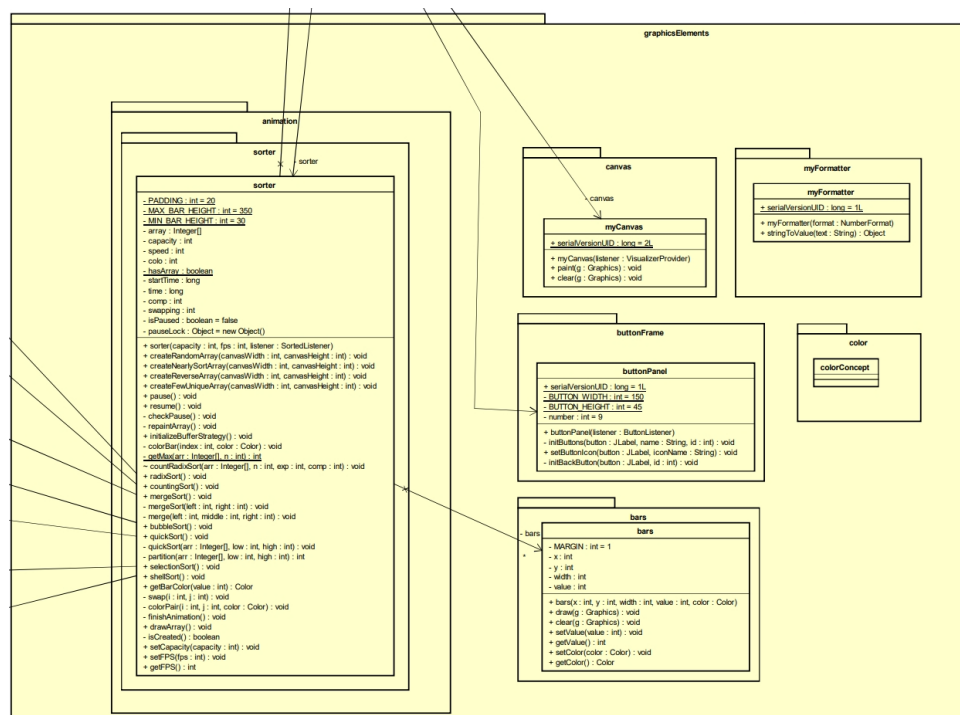 graphicsElements
animation
sorter
- sorter
sorter
- PADDING : int = 20
- MAX_BAR_HEIGHT : int = 350
- MIN_BAR_HEIGHT : int = 30
- array : Integer[]
- capacity : int
- speed : int
- colo : int
- hasArray : boolean
- startTime : long
- time : long
- comp : int
- swapping : int
- isPaused : boolean = false
- pauseLock : Object = new Object()
+ sorter(capacity : int, fps : int, listener : SortedListener)
+ createRandomArray(canvasWidth : int, canvasHeight : int) : void
+ createNearlySortArray(canvasWidth : int, canvasHeight : int) : void
+ createReverseArray(canvasWidth : int, canvasHeight : int) : void
+ createFewUniqueArray(canvasWidth : int, canvasHeight : int) : void
+ pause() : void
+ resume() : void
- checkPause() : void
- repaintArray() : void
+ initializeBufferStrategy() : void
- colorBar(index : int, color : Color) : void
- getMax(arr : Integer[], n : int) : int
~ countRadixSort(arr : Integer[], n : int, exp : int, comp : int) : void
+ radixSort() : void
+ countingSort() : void
+ mergeSort() : void
- mergeSort(left : int, right : int) : void
- merge(left : int, middle : int, right : int) : void
+ bubbleSort() : void
+ quickSort() : void
- quickSort(arr : Integer[], low : int, high : int) : void
- partition(arr : Integer[], low : int, high : int) : int
+ selectionSort() : void
+ shellSort() : void
+ getBarColor(value : int) : Color
- swap(i : int, j : int) : void
- colorPair(i : int, j : int, color : Color) : void
- finishAnimation() : void
+ drawArray() : void
- isCreated() : boolean
+ setCapacity(capacity : int) : void
+ setFPS(fps : int) : void
+ getFPS() : int
canvas
- canvas
myCanvas
+ serialVersionUID : long = 2L
+ myCanvas(listener : VisualizerProvider)
+ paint(g : Graphics) : void
+ clear(g : Graphics) : void
myFormatter
myFormatter
+ serialVersionUID : long = 1L
+ myFormatter(format : NumberFormat)
+ stringToValue(text : String) : Object
buttonFrame
buttonPanel
+ serialVersionUID : long = 1L
- BUTTON_WIDTH : int = 150
- BUTTON_HEIGHT : int = 45
- number : int = 9
+ buttonPanel(listener : ButtonListener)
- initButtons(button : JLabel, name : String, id : int) : void
+ setButtonIcon(button : JLabel, iconName : String) : void
- initBackButton(button : JLabel, id : int) : void
color
colorConcept
bars
- bars
*
bars
- MARGIN : int = 1
- x : int
- y : int
- width : int
- value : int
+ bars(x : int, y : int, width : int, value : int, color : Color)
+ draw(g : Graphics) : void
+ clear(g : Graphics) : void
+ setValue(value : int) : void
+ getValue() : int
+ setColor(color : Color) : void
+ getColor() : Color